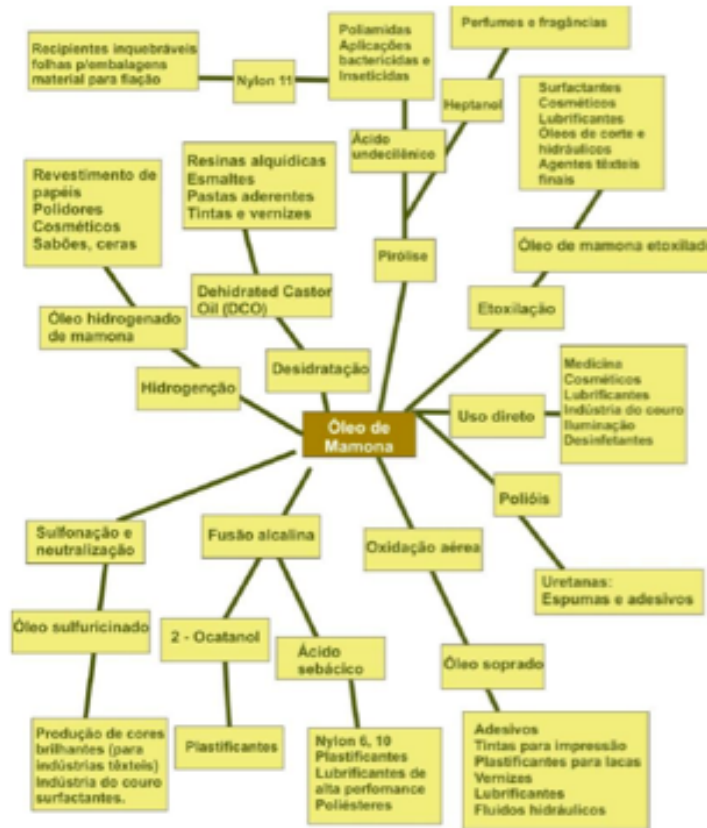 Perfumes e fragâncias
Poliamidas
Aplicações
bactericidas e
Inseticidas
Recipientes inquebráveis
folhas p/embalagens
material para fiação
Nylon 11
Heptanol
Surfactantes
Cosméticos
Lubrificantes
Óleos de corte e
hidráulicos
Agentes têxteis
finais
Ácido
undecilênico
Resinas alquídicas
Esmaltes
Pastas aderentes
Tintas e vernizes
Revestimento de
papéis
Polidores
Cosméticos
Sabões, ceras
Pirólise
Óleo de mamona etoxilado
Dehidrated Castor
Oil (DCO)
Etoxilação
Óleo hidrogenado
de mamona
Desidratação
Hidrogenção
Medicina
Cosméticos
Lubrificantes
Indústria do couro
Iluminação
Desinfetantes
Uso direto
Óleo de
Mamona
Polióis
Sulfonação e
neutralização
Fusão alcalina
Oxidação aérea
Uretanas:
Espumas e adesivos
Óleo sulfuricinado
2 - Ocatanol
Ácido
sebácico
Óleo soprado
Produção de cores
brilhantes (para
indústrias têxteis)
Indústria do couro
surfactantes.
Plastificantes
Nylon 6, 10
Plastificantes
Lubrificantes de
alta perfomance
Poliésteres
Adesivos
Tintas para impressão
Plastificantes para lacas
Vernizes
Lubrificantes
Fluidos hidráulicos